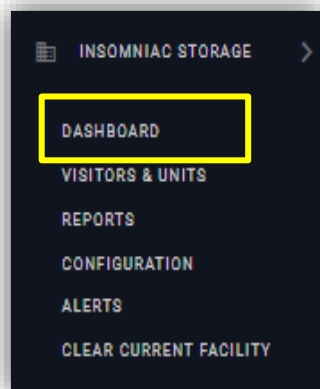 INSOMNIAC STORAGE
DASHBOARD
VISITORS & UNITS
REPORTS
CONFIGURATION
ALERTS
CLEAR CURRENT FACILITY